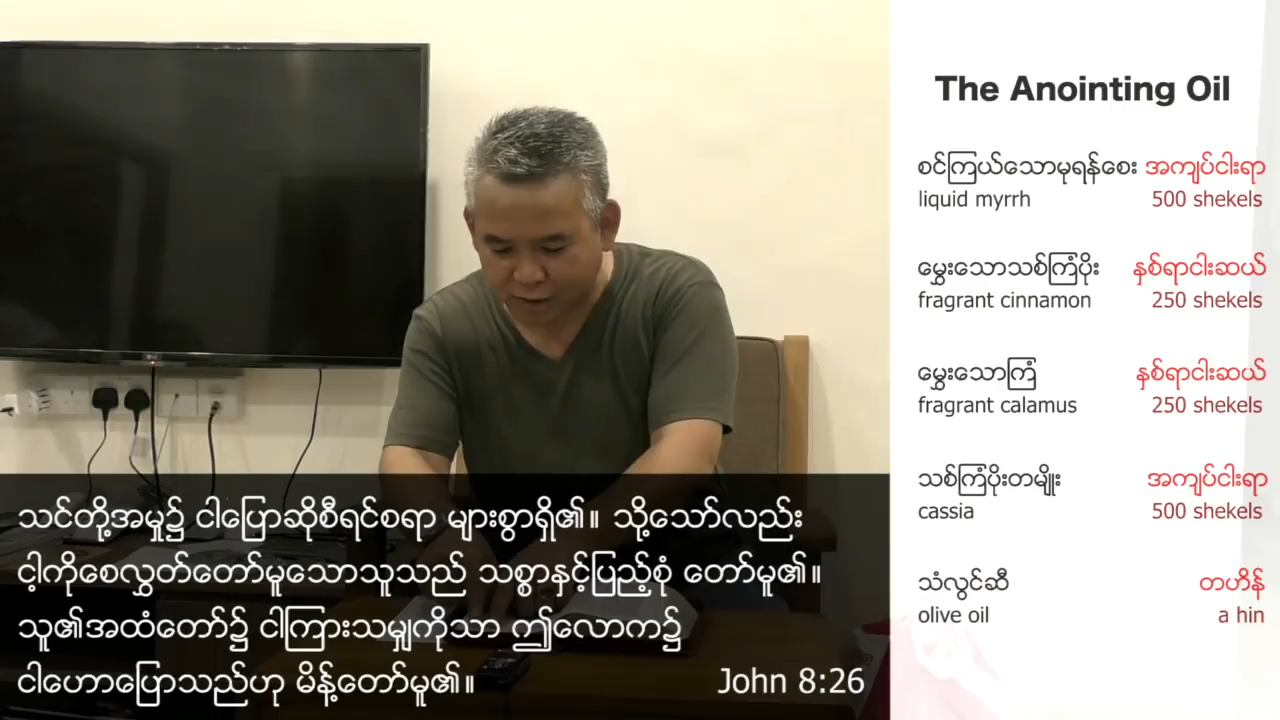 The Anointing Oil
စင်ကြယ်သောမုရန်စေး အကျပ်ငါးရာ
liquid myrrh 500 shekels
မွှေးသောသစ်ကြံပိုး နှစ်ရာငါးဆယ်
fragrant cinnamon 250 shekels
မွှေးသောကြံ နှစ်ရာငါးဆယ်
fragrant calamus 250 shekels
သစ်ကြံပိုးတမျိုး အကျပ်ငါးရာ
cassia 500 shekels
သံလွင်ဆီ တဟိန်
olive oil a hin
သင်တို့အမှု၌ ငါပြောဆိုစီရင်စရာ များစွာရှိ၏။ သို့သော်လည်း
ငါ့ကိုစေလွှတ်တော်မူသောသူသည် သစ္စာနှင့်ပြည့်စုံ တော်မူ၏။
သူ၏အထံတော်၌ ငါကြားသမျှကိုသာ ဤလောက၌
ငါဟောပြောသည်ဟု မိန့်တော်မူ၏။ John 8:26